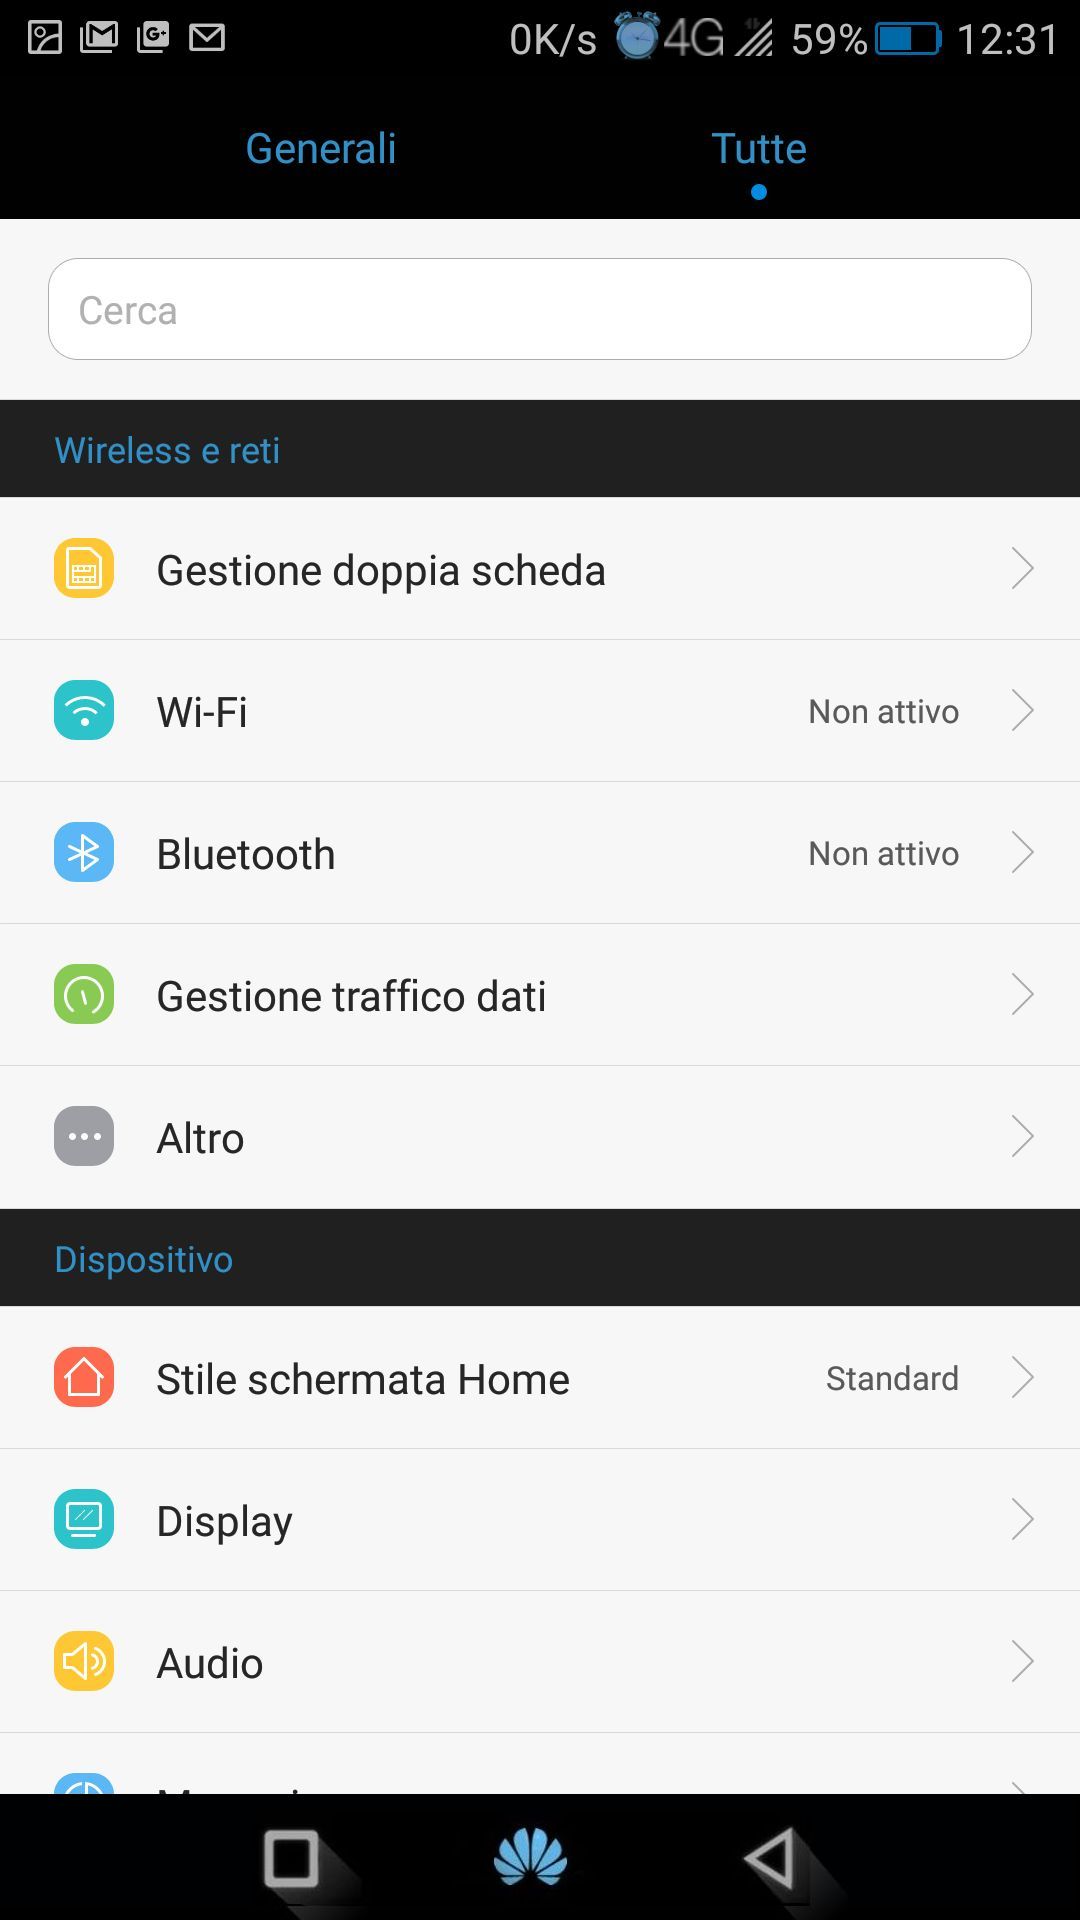 0K/s 4G 59% 12:31
Generali Tutte
Cerca
Wireless e reti
Gestione doppia scheda
Wi-Fi Non attivo
Bluetooth Non attivo
Gestione traffico dati
Altro
Dispositivo
Stile schermata Home Standard
Display
Audio